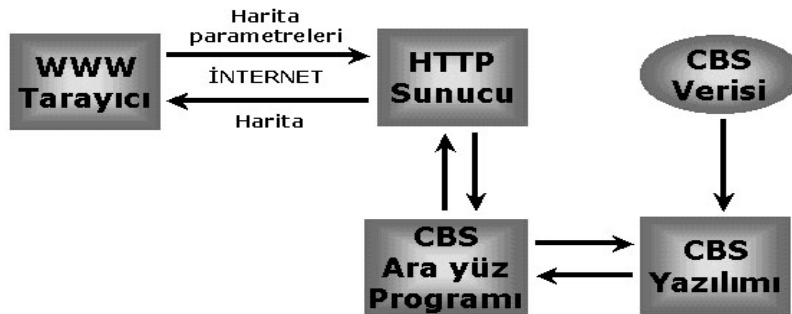 Harita
parametreleri
WWW
Tarayıcı
İNTERNET
Harita
HTTP
Sunucu
CBS
Verisi
CBS
Ara yüz
Programı
CBS
Yazılımı